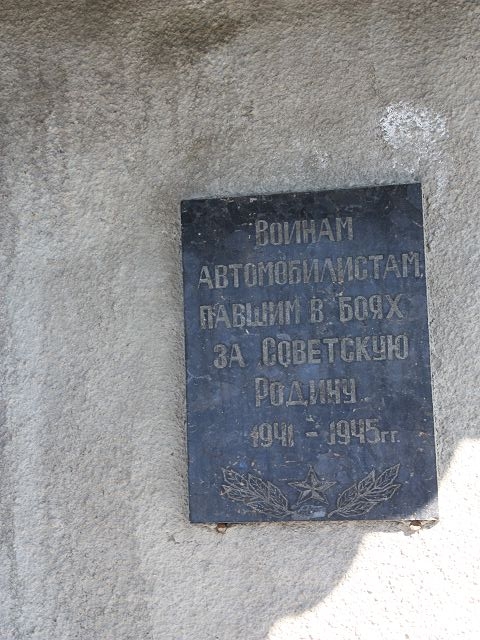 Воинам
автомобилистам,
павшим в боях
за Советскую
Родину
1941 - 1945гг.